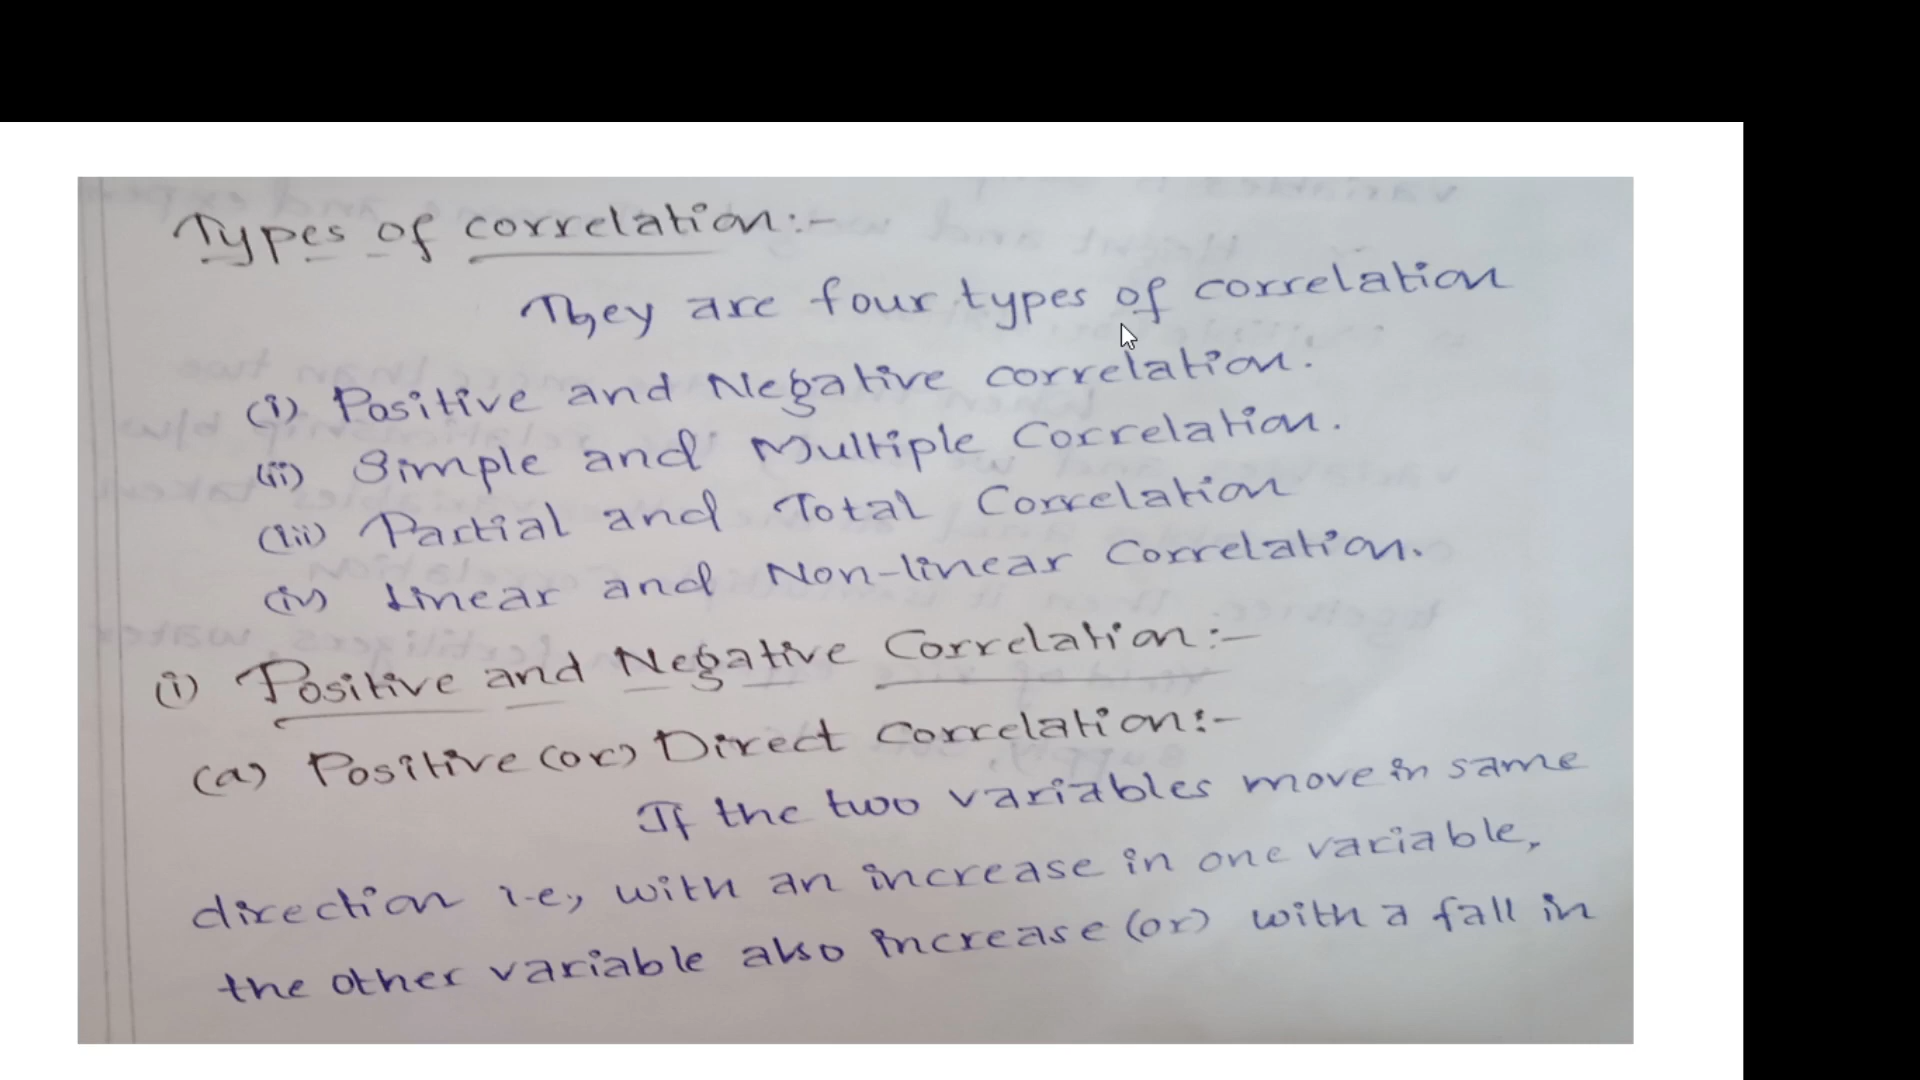 Types of correlation:-
They are four types of correlation
(i) Positive and Negative correlation.
(ii) Simple and Multiple Correlation.
(iii) Partial and Total Correlation
(iv) Linear and Non-linear Correlation.
(i) Positive and Negative Correlation:-
(a) Positive (or) Direct Correlation:-
If the two variables move in same
direction i.e., with an increase in one variable,
the other variable also increase (or) with a fall in